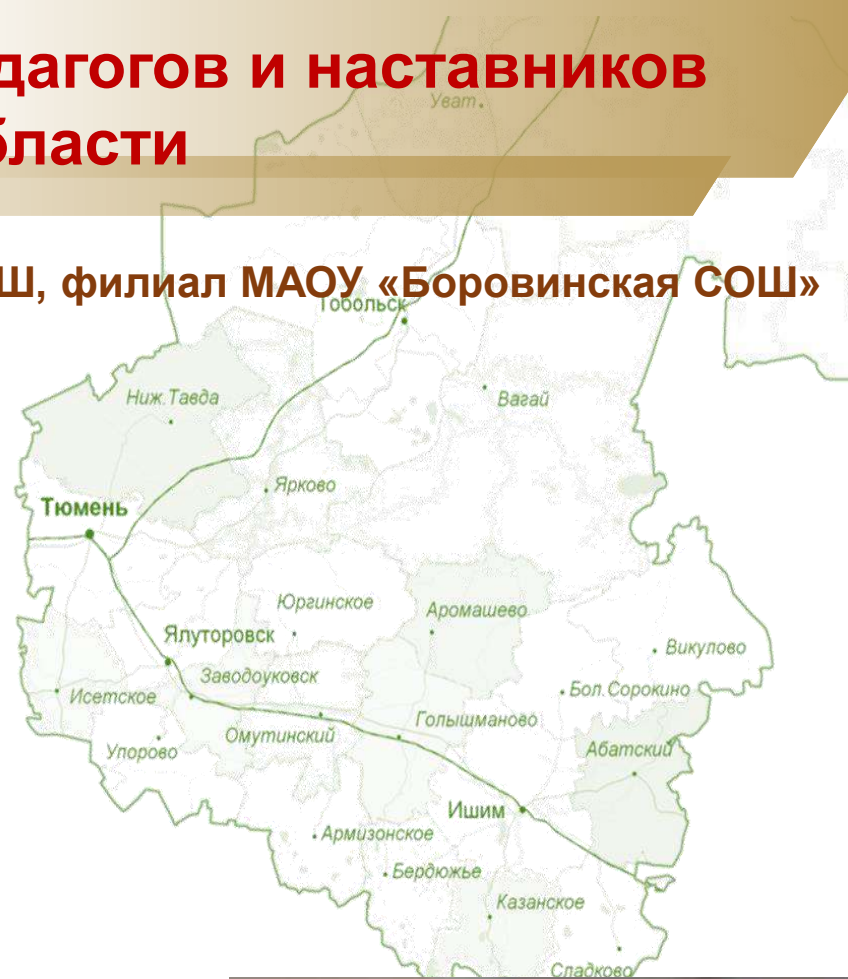 дагогов и наставников
Уват
бласти
Ш, филиал МАОУ «Боровинская СОШ»
Тобольск
Ниж.Тавда
Вагай
Ярково
Тюмень
Юргинское
Аромашево
Ялуторовск
Викулово
Заводоуковск
Исетское
Бол.Сорокино
Голышманово
Омутинский
Упорово
Абатский
Ишим
Армизонское
Бердюжье
Казанское
Сладково